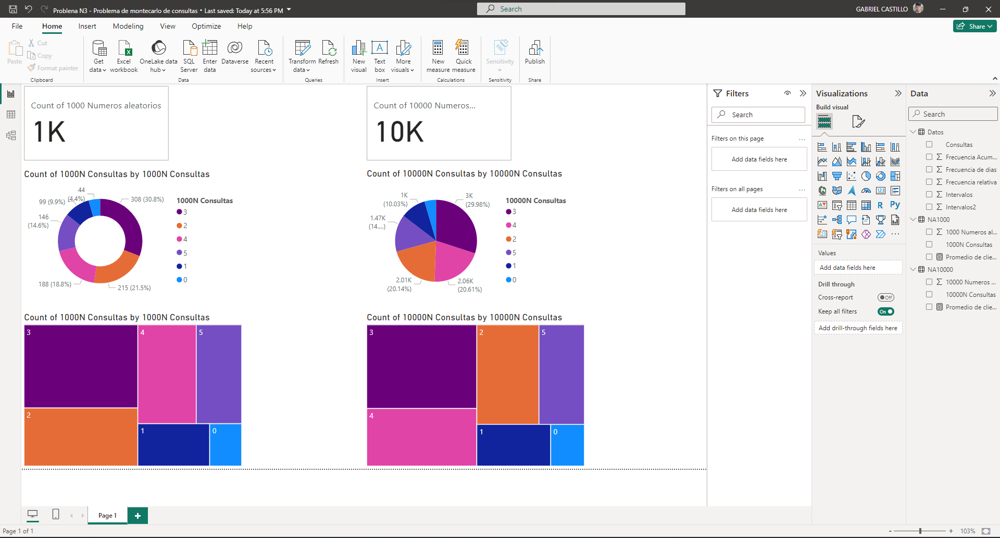 Problena N3 - Problema de montecarlo de consultas • Last saved: Today at 5:56 PM
Search
GABRIEL CASTILLO
File Home Insert Modeling View Optimize Help
Share
Paste
Cut
Copy
Format painter
Clipboard
Get data
Excel workbook
OneLake data hub
SQL Server
Enter data
Dataverse
Recent sources
Data
Transform data
Refresh
Queries
New visual
Text box
More visuals
Insert
New measure
Quick measure
Calculations
Sensitivity
Sensitivity
Publish
Share
Count of 1000 Numeros aleatorios
1K
Count of 10000 Numeros...
10K
Count of 1000N Consultas by 1000N Consultas
44 (4.4%)
99 (9.9%)
146 (14.6%)
188 (18.8%)
215 (21.5%)
308 (30.8%)
1000N Consultas
3
2
4
5
1
0
Count of 10000N Consultas by 10000N Consultas
1K (10.03%)
1.47K (14....)
2.01K (20.14%)
2.06K (20.61%)
3K (29.98%)
10000N Consultas
3
4
2
5
1
0
Count of 1000N Consultas by 1000N Consultas
3
4
5
2
1
0
Count of 10000N Consultas by 10000N Consultas
3
2
5
4
1
0
Filters
Search
Filters on this page
...
Add data fields here
Filters on all pages
...
Add data fields here
Visualizations
Build visual
123
R
Py
123
...
Values
Add data fields here
Drill through
Cross-report
Off
Keep all filters
On
Add drill-through fields here
Data
Search
Datos
Consultas
Frecuencia Acum...
Frecuencia de dias
Frecuencia relativa
Intervalos
Intervalos2
NA1000
1000 Numeros al...
1000N Consultas
Promedio de clie...
NA10000
10000 Numeros ...
10000N Consultas
Promedio de clie...
Page 1
+
Page 1 of 1
- + 103%